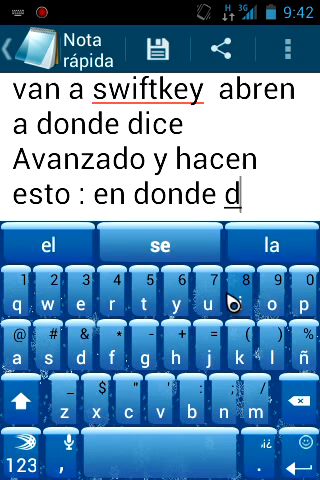 H 3G 9:42
Nota
rápida
van a swiftkey abren
a donde dice
Avanzado y hacen
esto : en donde d
el se la
1 2 3 4 5 6 7 8 9 0
q w e r t y u i o p
@ # & * - + = ( ) %
a s d f g h j k l ñ
_ $ " ' : ; /
z x c v b n m
123 , . ,¡¿